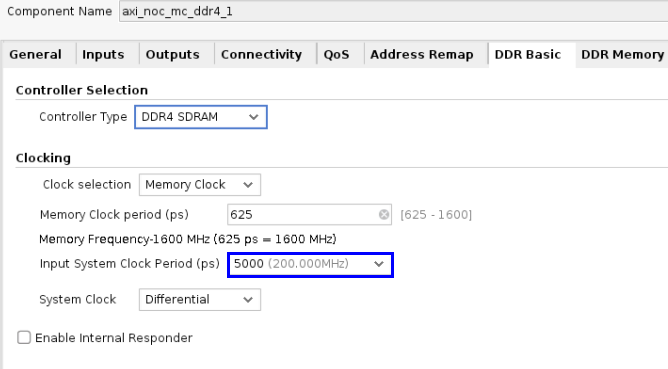 Component Name axi_noc_mc_ddr4_1
General Inputs Outputs Connectivity QoS Address Remap DDR Basic DDR Memory
Controller Selection
Controller Type DDR4 SDRAM
Clocking
Clock selection Memory Clock
Memory Clock period (ps) 625 [625 - 1600]
Memory Frequency-1600 MHz (625 ps = 1600 MHz)
Input System Clock Period (ps) 5000 (200.000MHz)
System Clock Differential
Enable Internal Responder